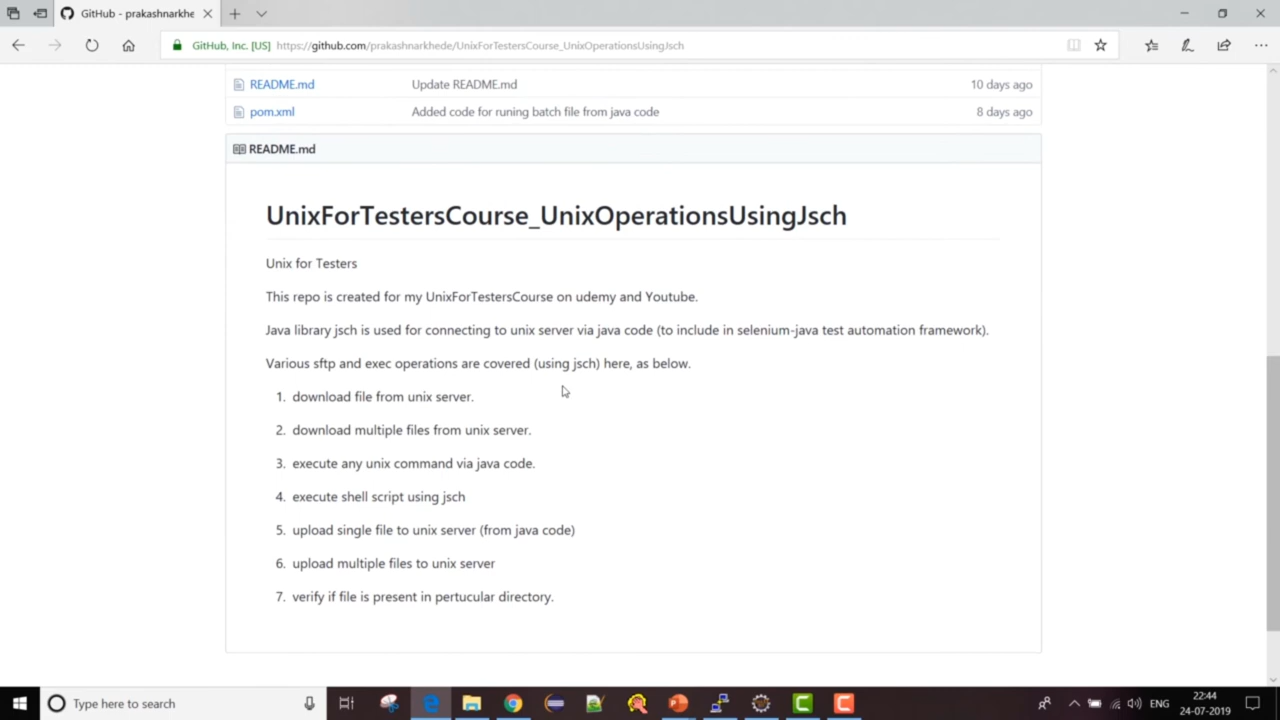 GitHub - prakashnarkhe
GitHub, Inc. [US] https://github.com/prakashnarkhede/UnixForTestersCourse_UnixOperationsUsingJsch
README.md Update README.md 10 days ago
pom.xml Added code for runing batch file from java code 8 days ago
README.md
UnixForTestersCourse_UnixOperationsUsingJsch
Unix for Testers
This repo is created for my UnixForTestersCourse on udemy and Youtube.
Java library jsch is used for connecting to unix server via java code (to include in selenium-java test automation framework).
Various sftp and exec operations are covered (using jsch) here, as below.
1. download file from unix server.
2. download multiple files from unix server.
3. execute any unix command via java code.
4. execute shell script using jsch
5. upload single file to unix server (from java code)
6. upload multiple files to unix server
7. verify if file is present in pertucular directory.
Type here to search
ENG
22:44
24-07-2019